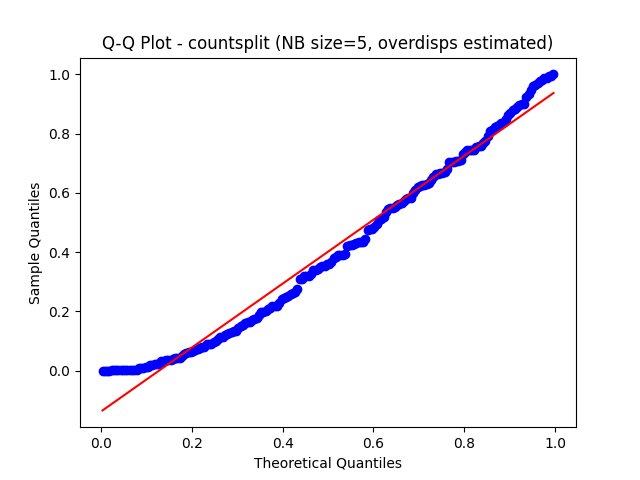 Q-Q Plot - countsplit (NB size=5, overdisps estimated)
Sample Quantiles
1.0
0.8
0.6
0.4
0.2
0.0
0.0 0.2 0.4 0.6 0.8 1.0
Theoretical Quantiles